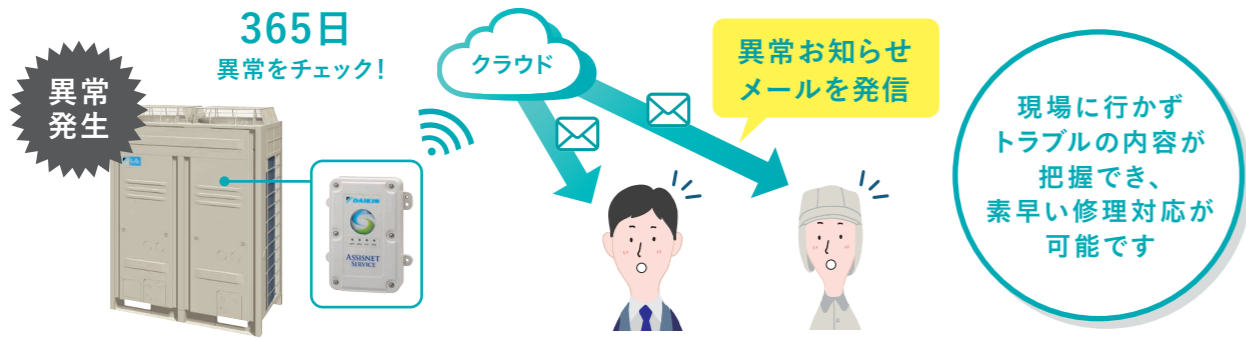 365日
異常をチェック!
異常
発生
クラウド
異常お知らせ
メールを発信
DAIKIN
ASSISNET
SERVICE
現場に行かず
トラブルの内容が
把握でき、
素早い修理対応が
可能です